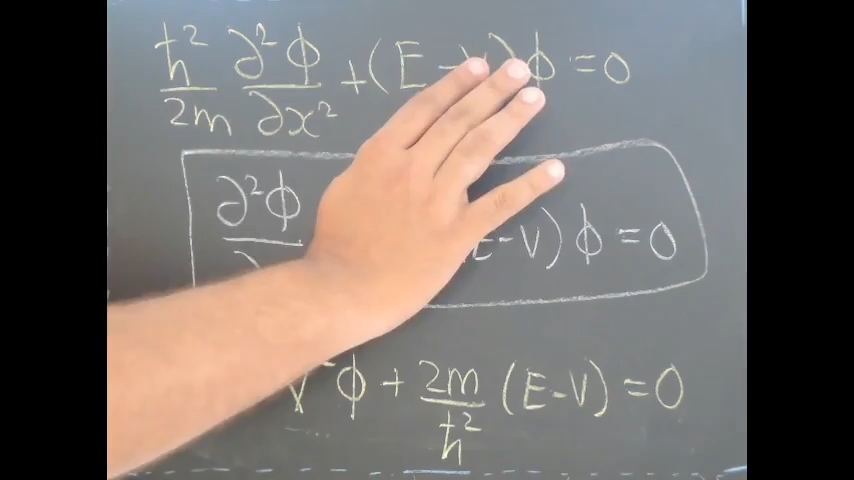 ħ² ∂²ϕ
2m ∂x² +(E − )ϕ = 0
∂²ϕ E-V) ϕ = 0
ϕ + 2m/ħ² (E-V) = 0